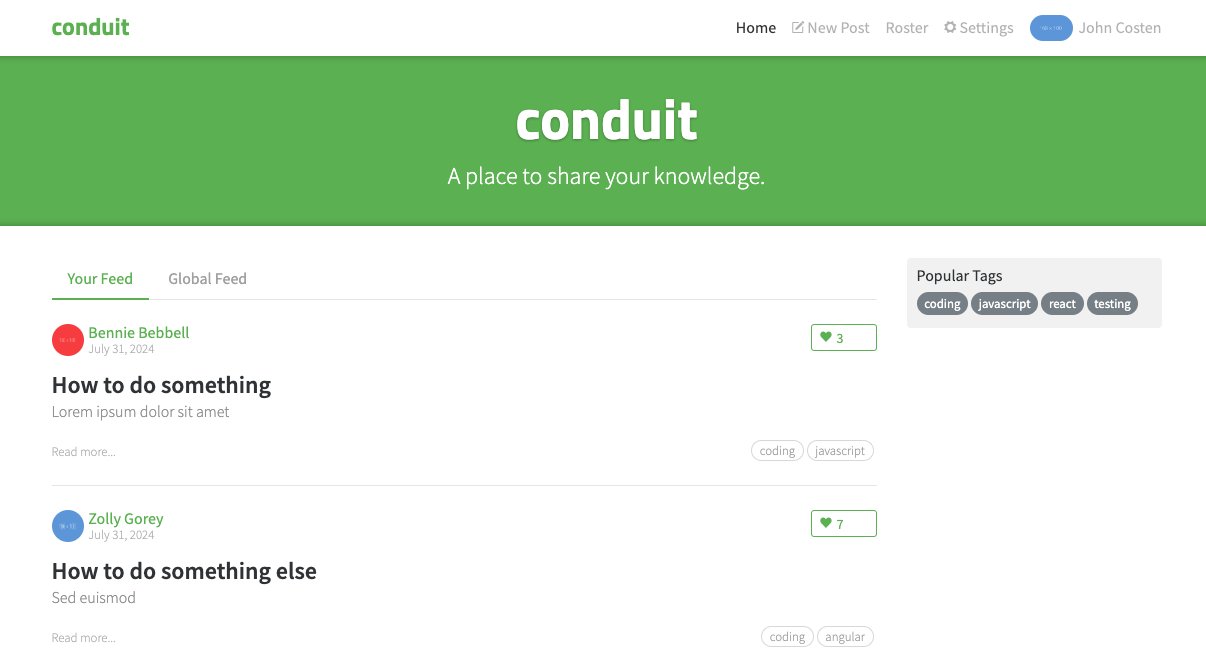 conduit
Home New Post Roster Settings John Costen
conduit
A place to share your knowledge.
Your Feed Global Feed
Popular Tags
coding javascript react testing
Bennie Bebbell
July 31, 2024
3
How to do something
Lorem ipsum dolor sit amet
Read more...
coding javascript
Zolly Gorey
July 31, 2024
7
How to do something else
Sed euismod
Read more...
coding angular